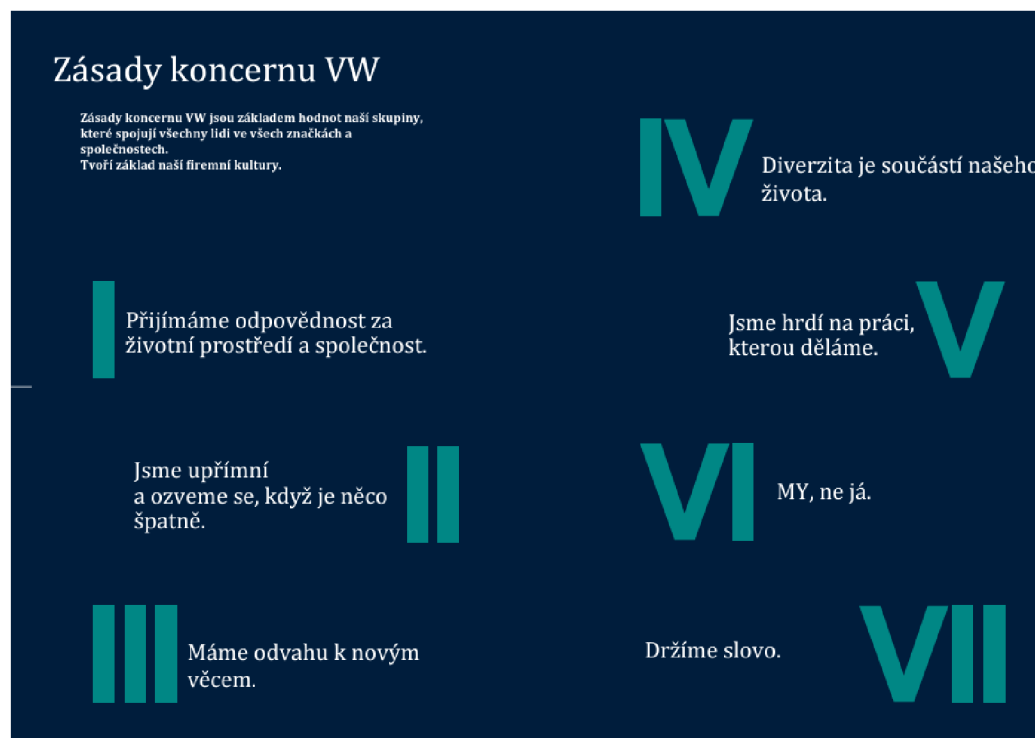 Zásady koncernu VW
Zásady koncernu VW jsou základem hodnot naší skupiny,
které spojují všechny lidi ve všech značkách a
společnostech.
Tvoří základ naší firemní kultury.
I
Přijímáme odpovědnost za
životní prostředí a společnost.
Jsme upřímní
a ozveme se, když je něco
špatně.
II
III
Máme odvahu k novým
věcem.
IV
Diverzita je součástí našeho
života.
Jsme hrdí na práci,
kterou děláme.
V
VI
MY, ne já.
Držíme slovo.
VII